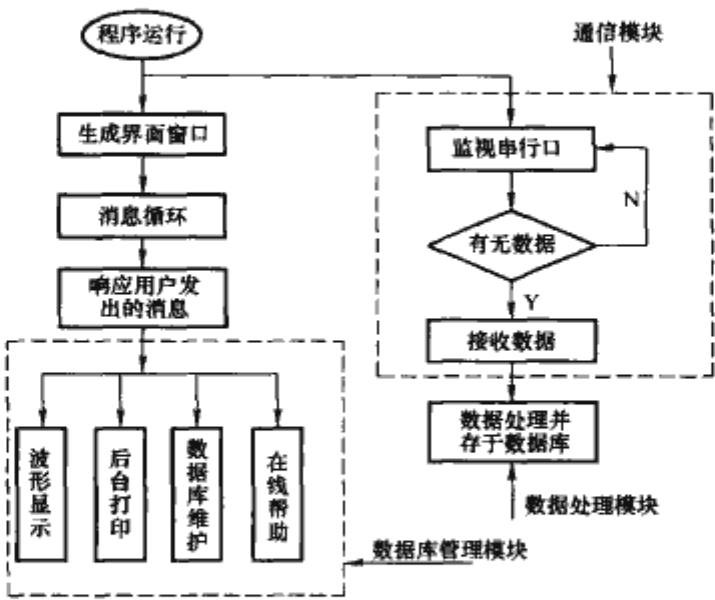 程序运行
通信模块
生成界面窗口
监视串行口
消息循环
N
有无数据
响应用户发
出的消息
Y
接收数据
数据处理并
存于数据库
波形显示
后台打印
数据库维护
在线帮助
数据处理模块
数据库管理模块